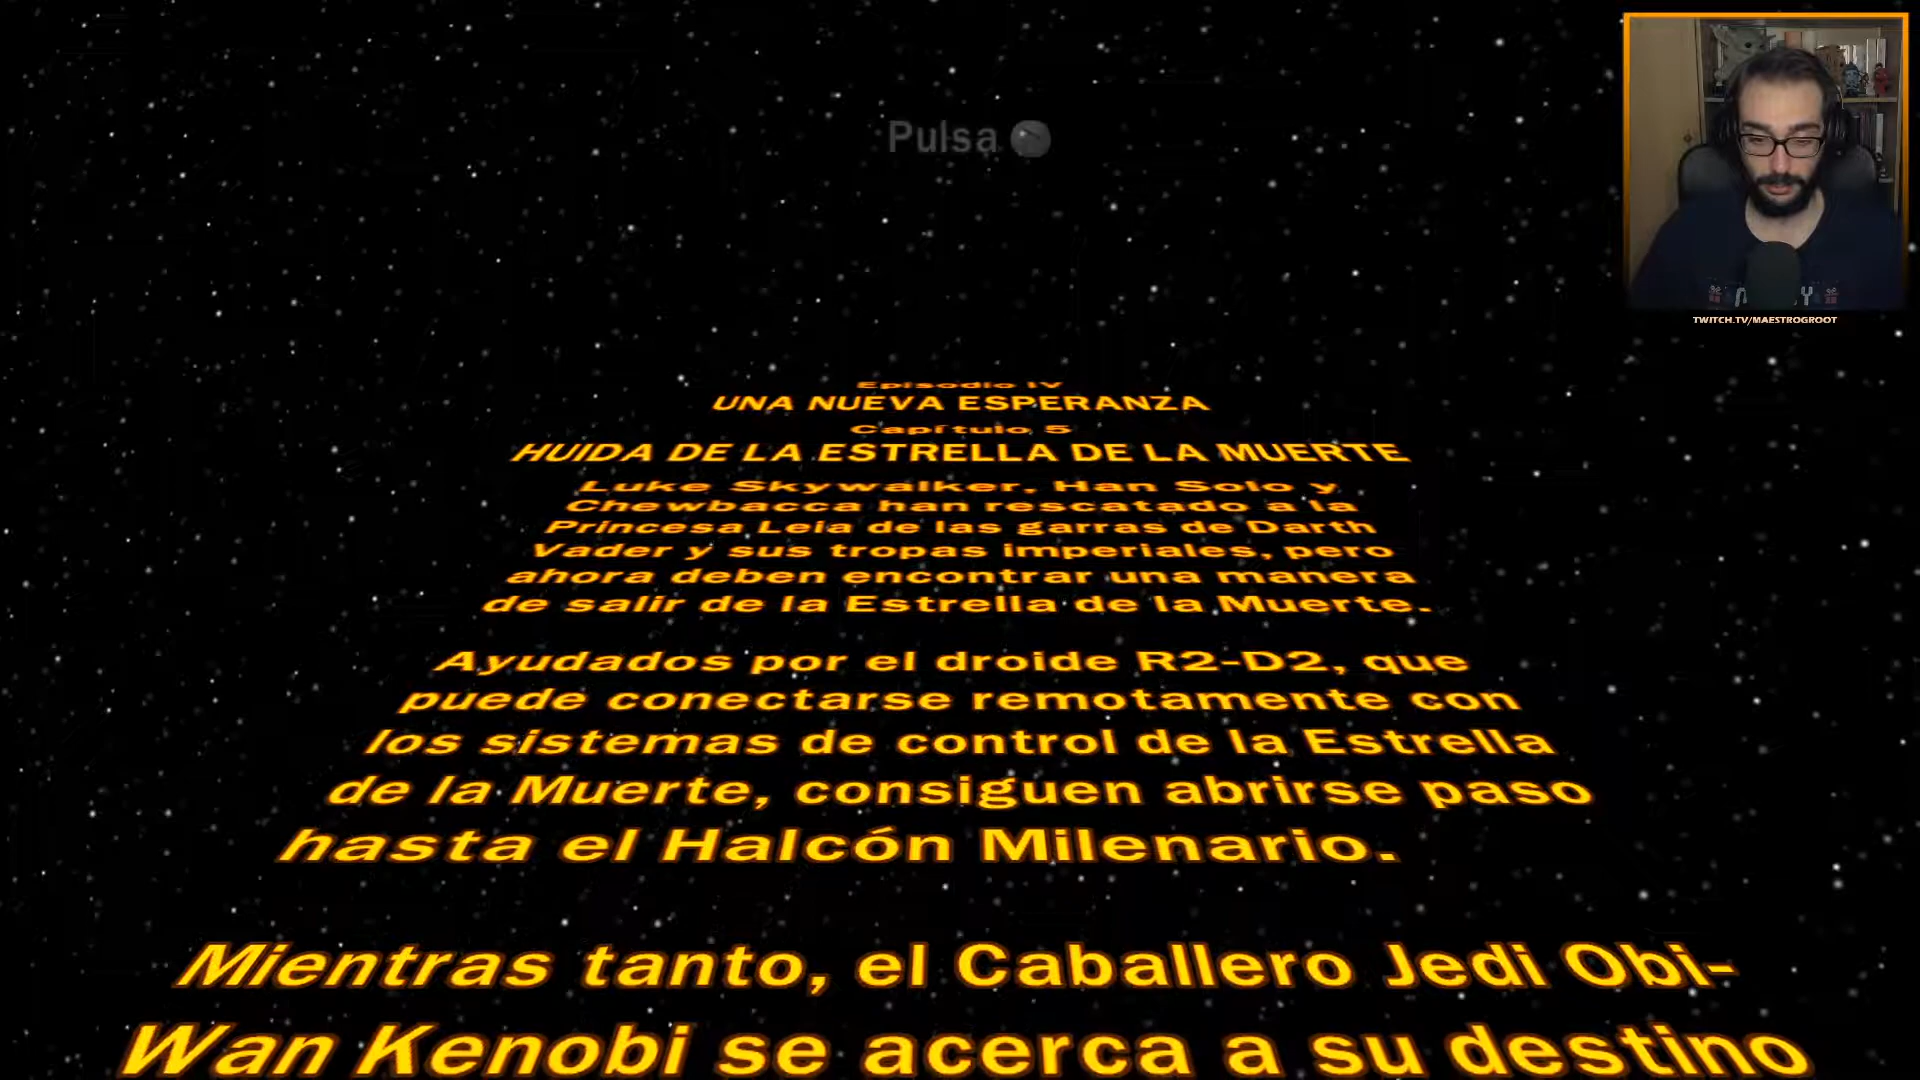 Pulsa
TWITCH.TV/MAESTROGROOT
Episodio IV
UNA NUEVA ESPERANZA
Capítulo 5
HUIDA DE LA ESTRELLA DE LA MUERTE
Luke Skywalker, Han Solo y
Chewbacca han rescatado a la
Princesa Leia de las garras de Darth
Vader y sus tropas imperiales, pero
ahora deben encontrar una manera
de salir de la Estrella de la Muerte.
Ayudados por el droide R2-D2, que
puede conectarse remotamente con
los sistemas de control de la Estrella
de la Muerte, consiguen abrirse paso
hasta el Halcón Milenario.
Mientras tanto, el Caballero Jedi Obi-
Wan Kenobi se acerca a su destino